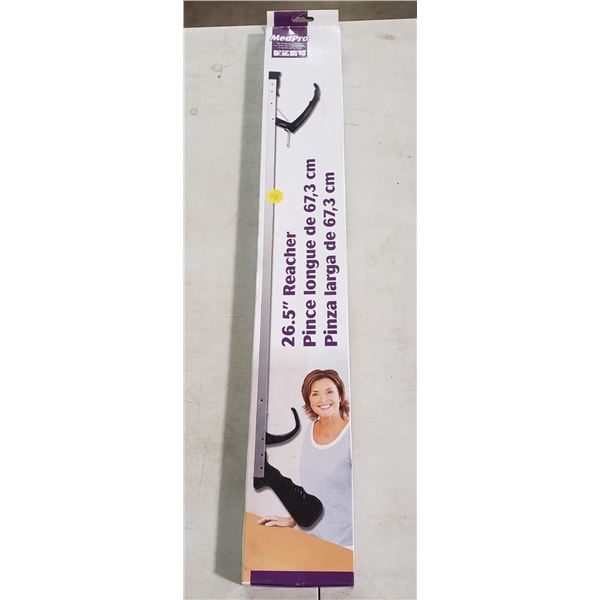 MedPro
26.5" Reacher
Pince longue de 67,3 cm
Pinza larga de 67,3 cm